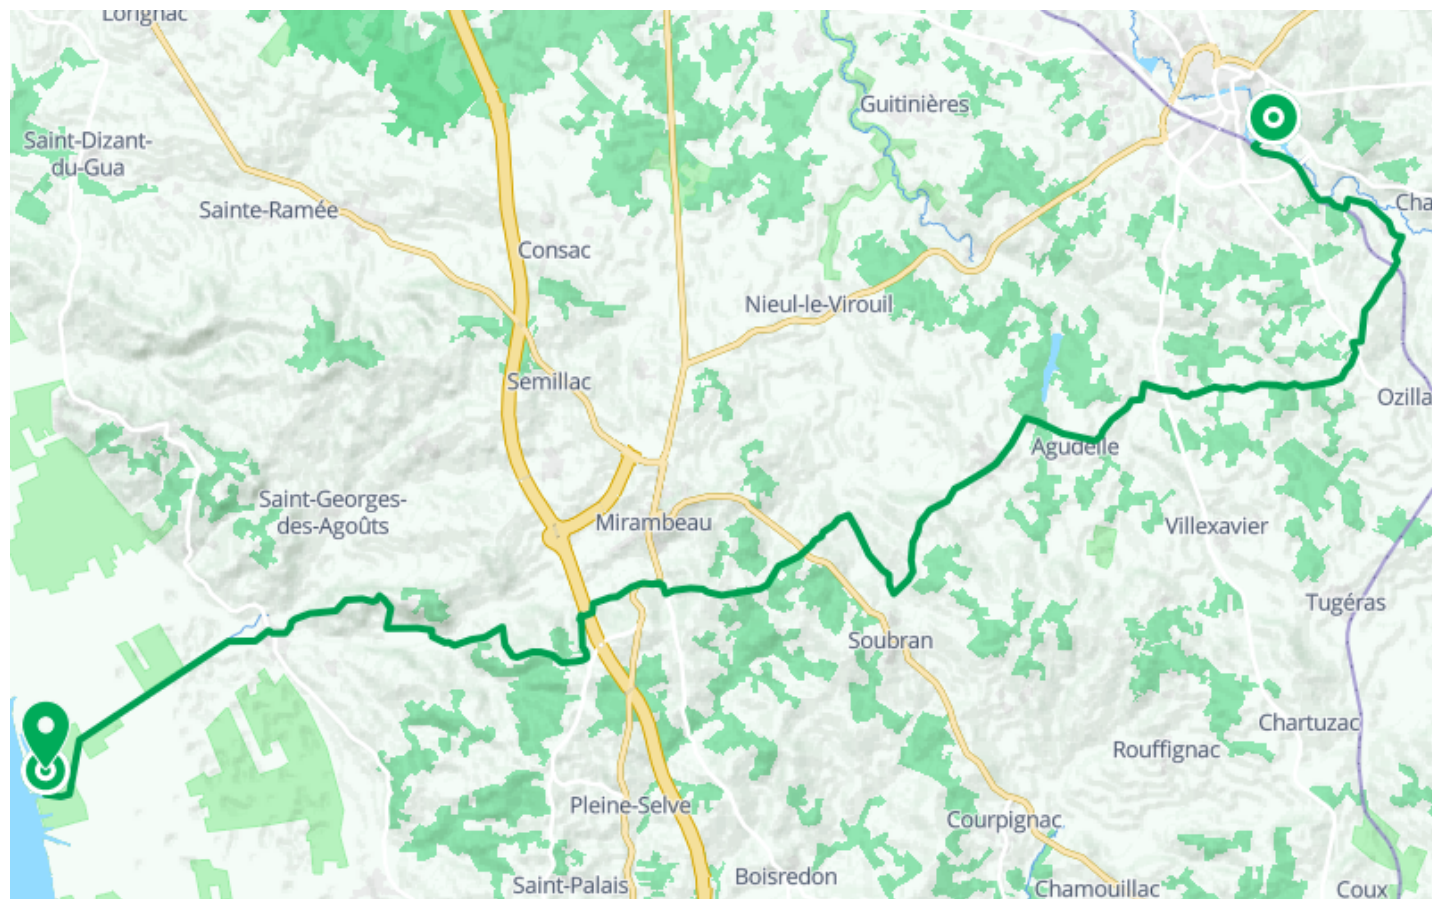 Lorignac
Guitinières
Saint-Dizant-
du-Gua
Cha
Sainte-Ramée
Consac
Nieul-le-Virouil
Semillac
Ozilla
Agudelle
Saint-Georges-
des-Agoûts
Mirambeau
Villexavier
Tugéras
Soubran
Chartuzac
Rouffignac
Pleine-Selve
Courpignac
Boisredon
Saint-Palais
Chamouillac
Coux